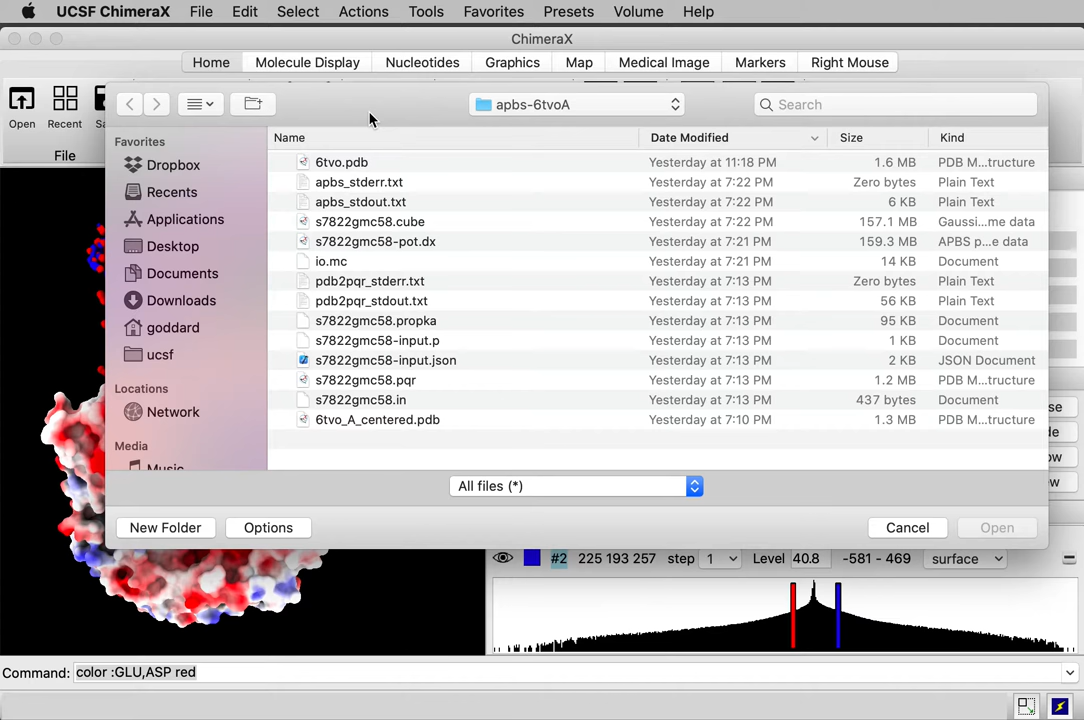 UCSF ChimeraX File Edit Select Actions Tools Favorites Presets Volume Help
ChimeraX
Home Molecule Display Nucleotides Graphics Map Medical Image Markers Right Mouse
apbs-6tvoA
Search
Open Recent
File
Favorites
Dropbox
Recents
Applications
Desktop
Documents
Downloads
goddard
ucsf
Locations
Network
Media
Music
Name Date Modified Size Kind
6tvo.pdb Yesterday at 11:18 PM 1.6 MB PDB M...tructure
apbs_stderr.txt Yesterday at 7:22 PM Zero bytes Plain Text
apbs_stdout.txt Yesterday at 7:22 PM 6 KB Plain Text
s7822gmc58.cube Yesterday at 7:22 PM 157.1 MB Gaussi...me data
s7822gmc58-pot.dx Yesterday at 7:21 PM 159.3 MB APBS p...e data
io.mc Yesterday at 7:21 PM 14 KB Document
pdb2pqr_stderr.txt Yesterday at 7:13 PM Zero bytes Plain Text
pdb2pqr_stdout.txt Yesterday at 7:13 PM 56 KB Plain Text
s7822gmc58.propka Yesterday at 7:13 PM 95 KB Document
s7822gmc58-input.p Yesterday at 7:13 PM 1 KB Document
s7822gmc58-input.json Yesterday at 7:13 PM 2 KB JSON Document
s7822gmc58.pqr Yesterday at 7:13 PM 1.2 MB PDB M...tructure
s7822gmc58.in Yesterday at 7:13 PM 437 bytes Document
6tvo_A_centered.pdb Yesterday at 7:10 PM 1.3 MB PDB M...tructure
All files (*)
New Folder Options Cancel Open
#2 225 193 257 step 1 Level 40.8 -581 - 469 surface
Command: color :GLU,ASP red